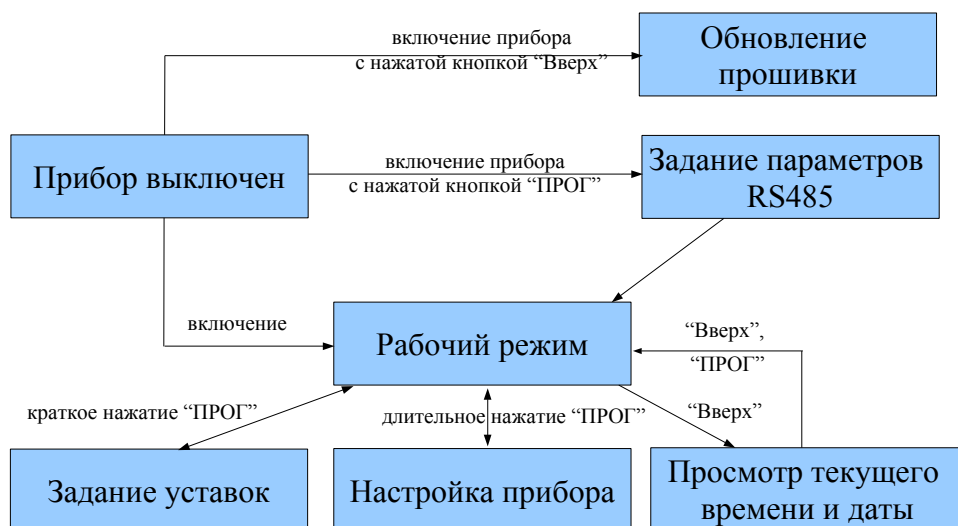 включение прибора
с нажатой кнопкой “Вверх”
Обновление
прошивки
Прибор выключен
включение прибора
с нажатой кнопкой “ПРОГ”
Задание параметров
RS485
включение
Рабочий режим
“Вверх”,
“ПРОГ”
краткое нажатие “ПРОГ”
длительное нажатие “ПРОГ”
“Вверх”
Задание уставок
Настройка прибора
Просмотр текущего
времени и даты